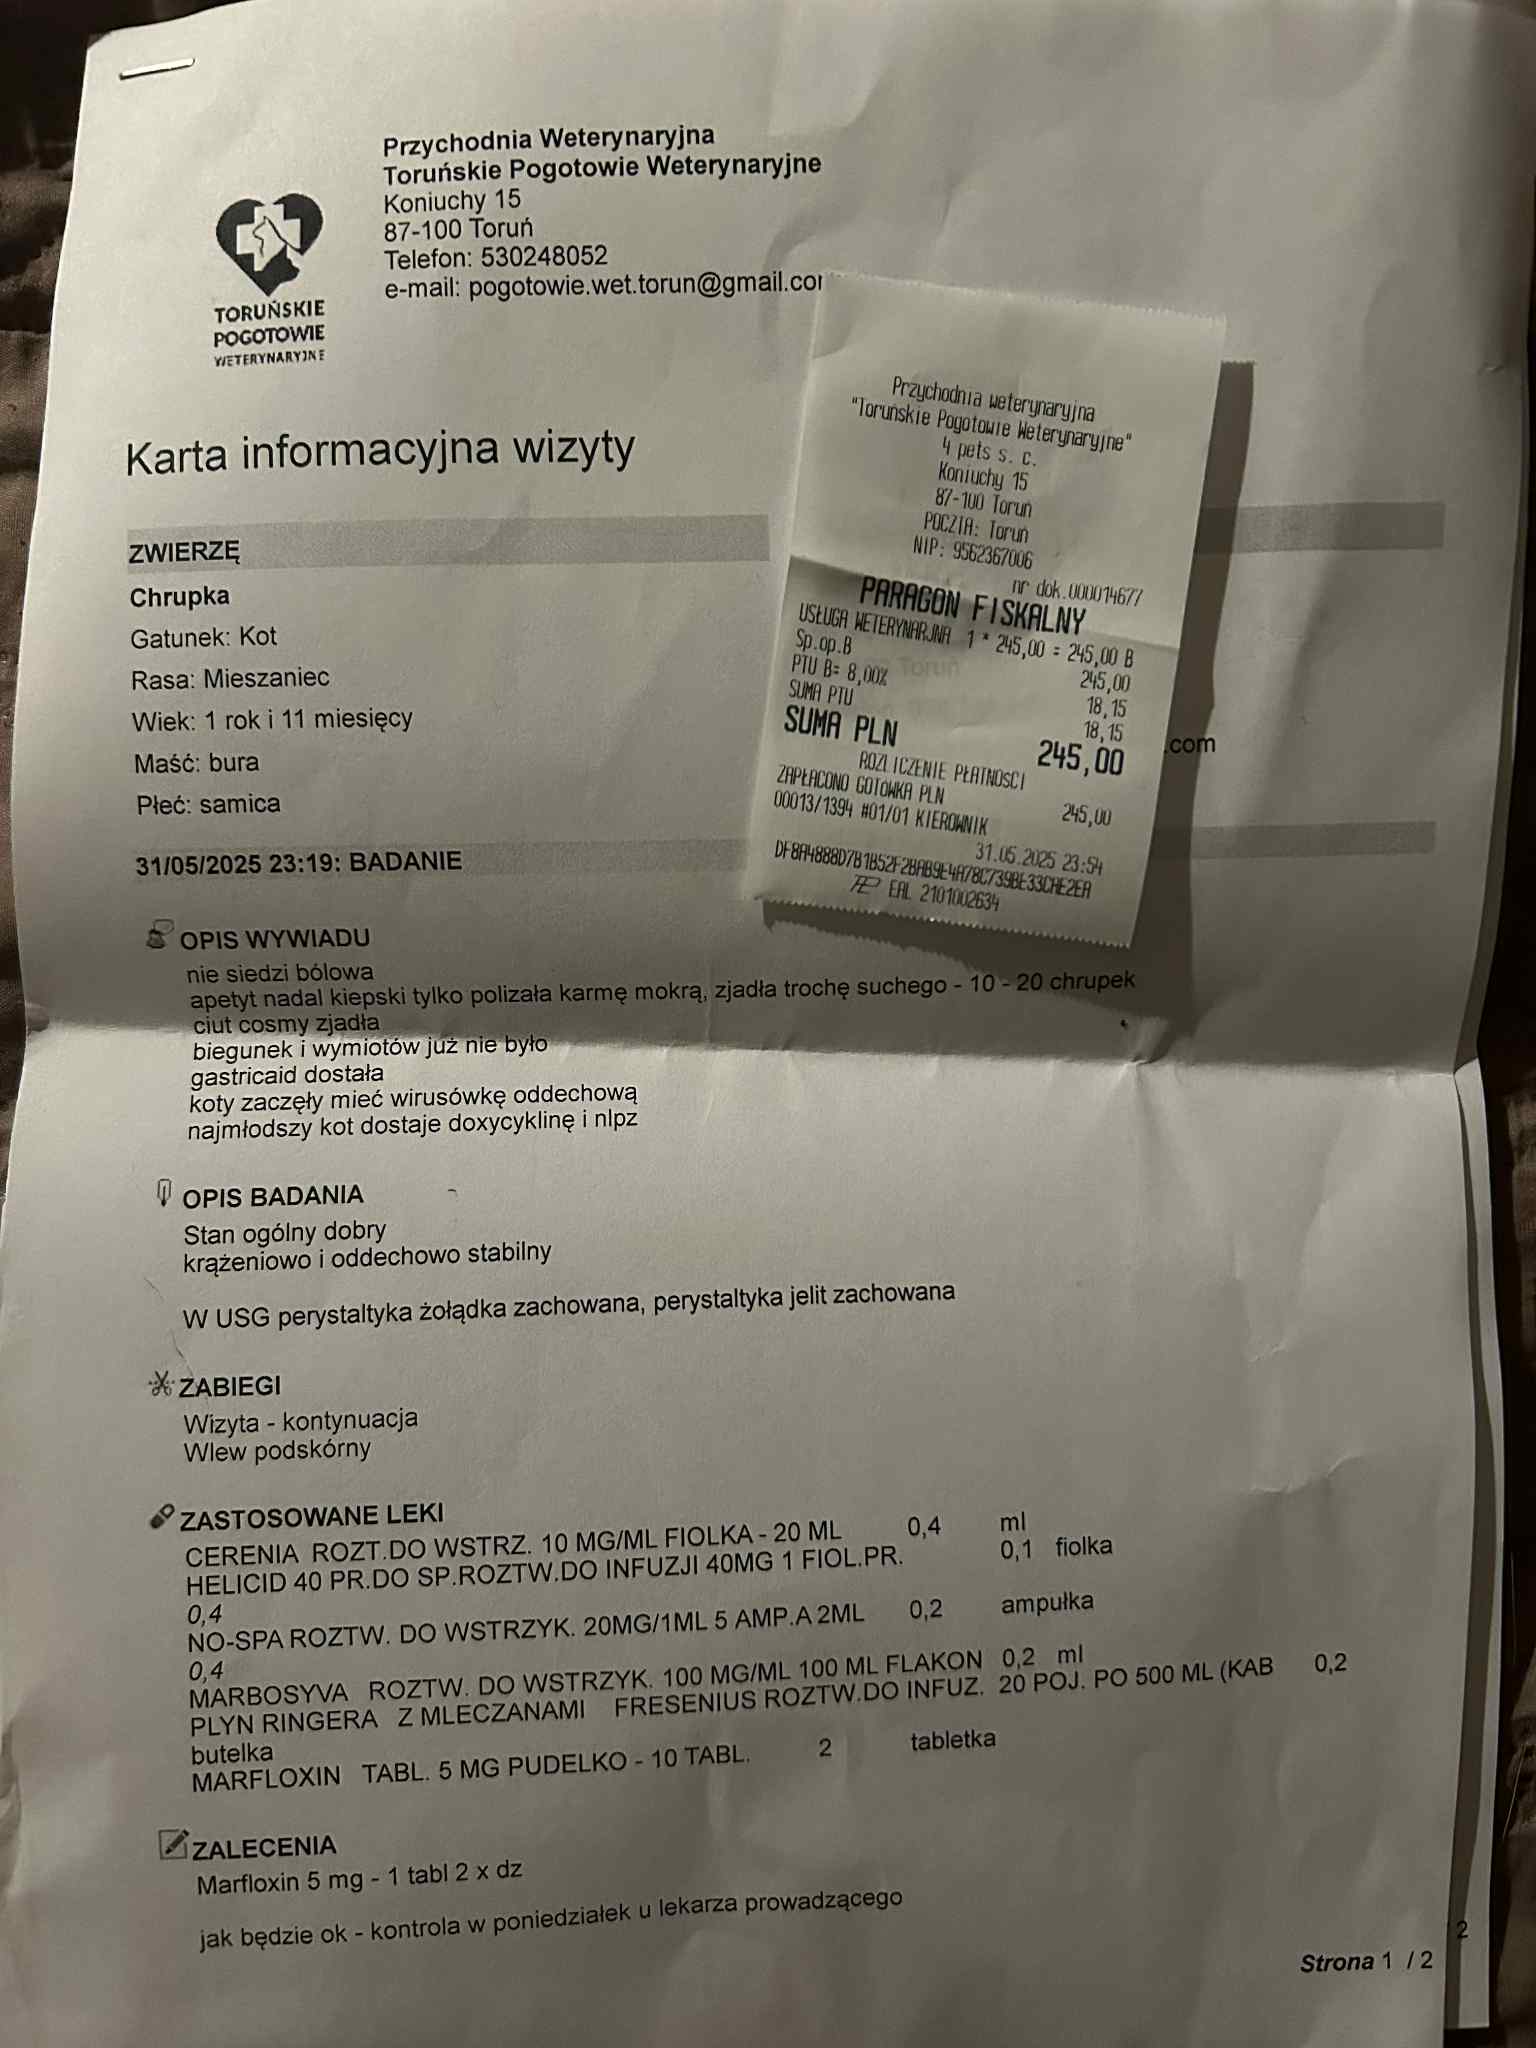 Przychodnia Weterynaryjna
Toruńskie Pogotowie Weterynaryjne
Koniuchy 15
87-100 Toruń
Telefon: 530248052
e-mail: pogotowie.wet.torun@gmail.co
TORUŃSKIE
POGOTOWIE
WETERYNARYJNE
Karta informacyjna wizyty
ZWIERZĘ
Chrupka
Gatunek: Kot
Rasa: Mieszaniec
Wiek: 1 rok i 11 miesięcy
Maść: bura
Płeć: samica
.com
Przychodnia weterynaryjna
"Toruńskie Pogotowie Weterynaryjne"
4 pets s. c.
Koniuchy 15
87-100 Toruń
POCZTA: Toruń
NIP: 9562367006
nr dok.000014677
PARAGON FISKALNY
USŁUGA WETERYNARJNA 1 * 245,00 = 245,00 B
Sp.op.B 245,00
PTU B= 8,00% 18,15
SUMA PTU 18,15
SUMA PLN 245,00
ROZLICZENIE PŁATNOŚCI
ZAPŁACONO GOTÓWKA PLN 245,00
00013/1394 #01/01 KIEROWNIK
31.05.2025 23:54
EAL 2101002634
31/05/2025 23:19: BADANIE
OPIS WYWIADU
nie siedzi bólowa
apetyt nadal kiepski tylko polizała karmę mokrą, zjadła trochę suchego - 10 - 20 chrupek
ciut cosmy zjadła
biegunek i wymiotów już nie było
gastricaid dostała
koty zaczęły mieć wirusówkę oddechową
najmłodszy kot dostaje doxycyklinę i nlpz
OPIS BADANIA
Stan ogólny dobry
krążeniowo i oddechowo stabilny
W USG perystaltyka żołądka zachowana, perystaltyka jelit zachowana
ZABIEGI
Wizyta - kontynuacja
Wlew podskórny
ZASTOSOWANE LEKI
CERENIA ROZT.DO WSTRZ. 10 MG/ML FIOLKA - 20 ML 0,4 ml
HELICID 40 PR.DO SP.ROZTW.DO INFUZJI 40MG 1 FIOL.PR. 0,1 fiolka
0,4
NO-SPA ROZTW. DO WSTRZYK. 20MG/1ML 5 AMP.A 2ML 0,2 ampułka
0,4
MARBOSYVA ROZTW. DO WSTRZYK. 100 MG/ML 100 ML FLAKON 0,2 ml
PLYN RINGERA Z MLECZANAMI FRESENIUS ROZTW.DO INFUZ. 20 POJ. PO 500 ML (KAB 0,2
butelka
MARFLOXIN TABL. 5 MG PUDELKO - 10 TABL. 2 tabletka
ZALECENIA
Marfloxin 5 mg - 1 tabl 2 x dz
jak będzie ok - kontrola w poniedziałek u lekarza prowadzącego
2
Strona 1 / 2